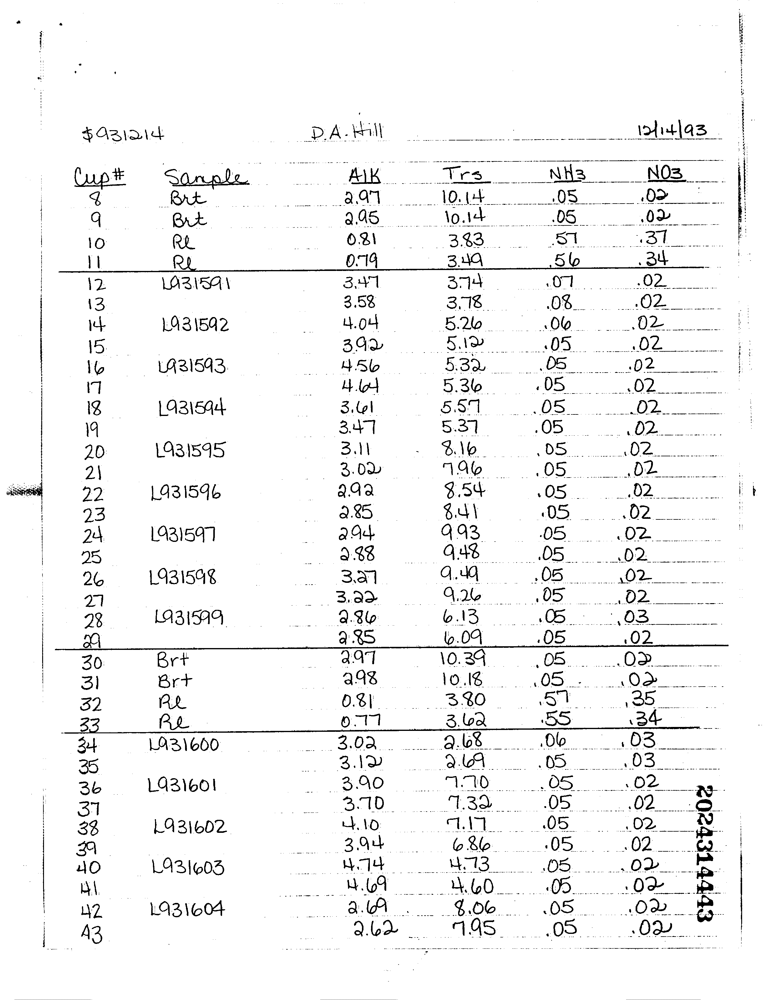 $931214 D.A. Hill 12/14/93
Cup# Sample Alk Trs NH3 NO3
8 Brt 2.97 10.14 .05 .02
9 Brt 2.95 10.14 .05 .02
10 Rl 0.81 3.83 .57 .37
11 Rl 0.79 3.49 .56 .34
12 L931591 3.47 3.74 .07 .02
13 3.58 3.78 .08 .02
14 L931592 4.04 5.26 .06 .02
15 3.92 5.12 .05 .02
16 L931593 4.56 5.32 .05 .02
17 4.64 5.36 .05 .02
18 L931594 3.61 5.57 .05 .02
19 3.47 5.37 .05 .02
20 L931595 3.11 8.16 .05 .02
21 3.02 7.96 .05 .02
22 L931596 2.92 8.54 .05 .02
23 2.85 8.41 .05 .02
24 L931597 2.94 9.93 .05 .02
25 2.88 9.48 .05 .02
26 L931598 3.27 9.49 .05 .02
27 3.22 9.26 .05 .02
28 L931599 2.86 6.13 .05 .03
29 2.85 6.09 .05 .02
30 Brt 2.97 10.39 .05 .02
31 Brt 2.98 10.18 .05 .02
32 Rl 0.81 3.80 .57 .35
33 Rl 0.77 3.62 .55 .34
34 L931600 3.02 2.68 .06 .03
35 3.12 2.69 .05 .03
36 L931601 3.90 7.70 .05 .02
37 3.70 7.32 .05 .02
38 L931602 4.10 7.17 .05 .02
39 3.94 6.86 .05 .02
40 L931603 4.74 4.73 .05 .02
41 4.69 4.60 .05 .02
42 L931604 2.69 8.06 .05 .02
43 2.62 7.95 .05 .02
2024314443